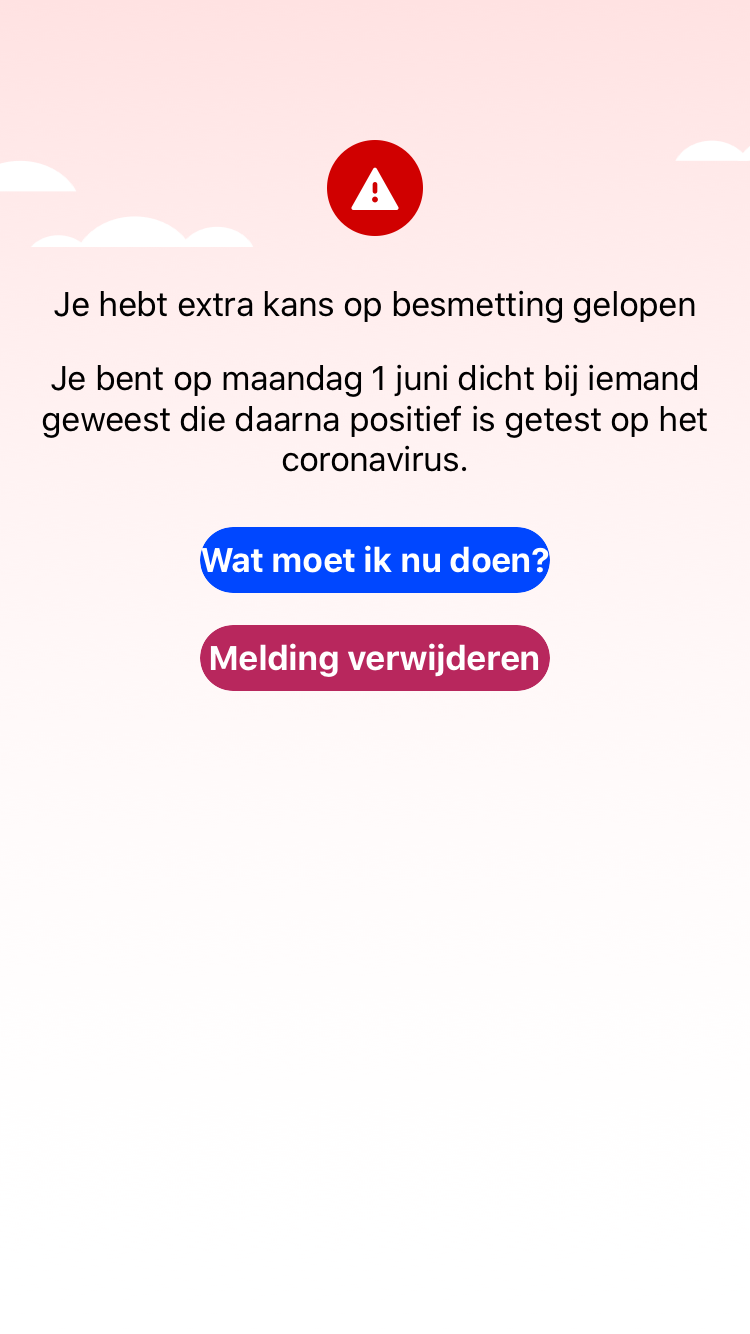 Je hebt extra kans op besmetting gelopen
Je bent op maandag 1 juni dicht bij iemand
geweest die daarna positief is getest op het
coronavirus.
Wat moet ik nu doen?
Melding verwijderen